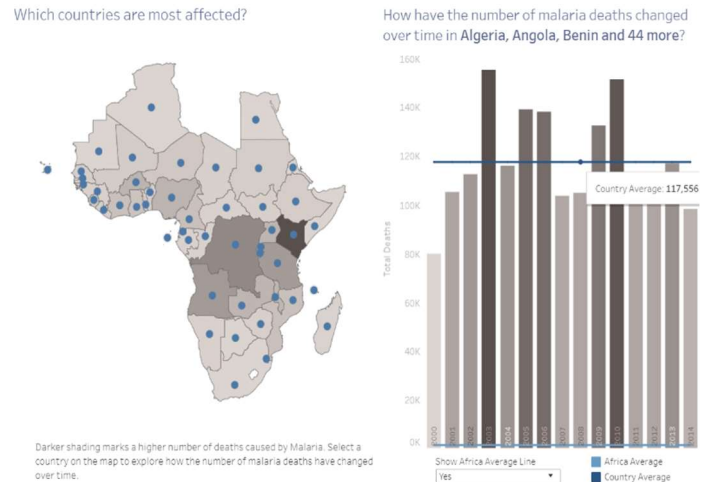 Which countries are most affected?
How have the number of malaria deaths changed
over time in Algeria, Angola, Benin and 44 more?
160K
140K
120K
100K
80K
60K
40K
20K
0K
Total Deaths
Country Average: 117,556
2000
2001
2002
2003
2004
2005
2006
2007
2008
2009
2010
2011
2012
2013
2014
Darker shading marks a higher number of deaths caused by Malaria. Select a
country on the map to explore how the number of malaria deaths have changed
over time.
Show Africa Average Line
Yes
Africa Average
Country Average